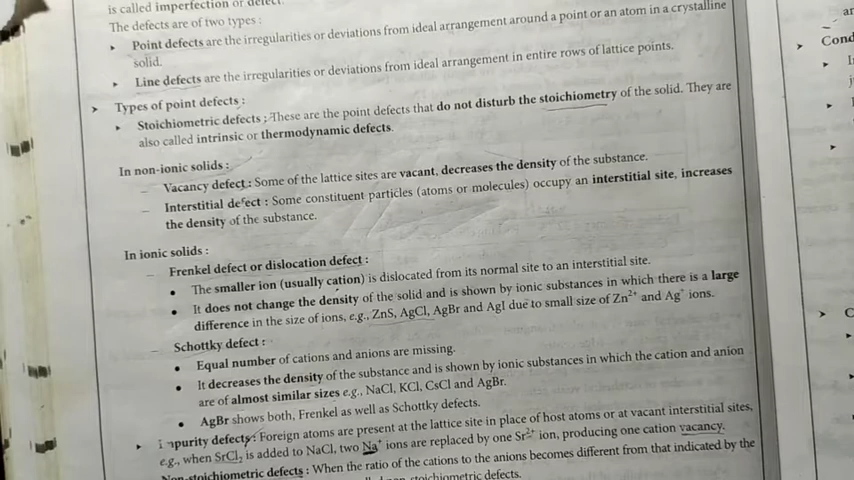 is called imperfection or defect.
The defects are of two types :
Point defects are the irregularities or deviations from ideal arrangement around a point or an atom in a crystalline
solid.
Line defects are the irregularities or deviations from ideal arrangement in entire rows of lattice points.
Types of point defects :
Stoichiometric defects : These are the point defects that do not disturb the stoichiometry of the solid. They are
also called intrinsic or thermodynamic defects.
In non-ionic solids :
– Vacancy defect : Some of the lattice sites are vacant, decreases the density of the substance.
– Interstitial defect : Some constituent particles (atoms or molecules) occupy an interstitial site, increases
the density of the substance.
In ionic solids :
– Frenkel defect or dislocation defect :
• The smaller ion (usually cation) is dislocated from its normal site to an interstitial site.
• It does not change the density of the solid and is shown by ionic substances in which there is a large
difference in the size of ions, e.g., ZnS, AgCl, AgBr and AgI due to small size of Zn²⁺ and Ag⁺ ions.
– Schottky defect :
• Equal number of cations and anions are missing.
• It decreases the density of the substance and is shown by ionic substances in which the cation and anion
are of almost similar sizes e.g., NaCl, KCl, CsCl and AgBr.
• AgBr shows both, Frenkel as well as Schottky defects.
Impurity defects : Foreign atoms are present at the lattice site in place of host atoms or at vacant interstitial sites,
e.g., when SrCl₂ is added to NaCl, two Na⁺ ions are replaced by one Sr²⁺ ion, producing one cation vacancy.
Non-stoichiometric defects : When the ratio of the cations to the anions becomes different from that indicated by the
non stoichiometric defects.
Cond